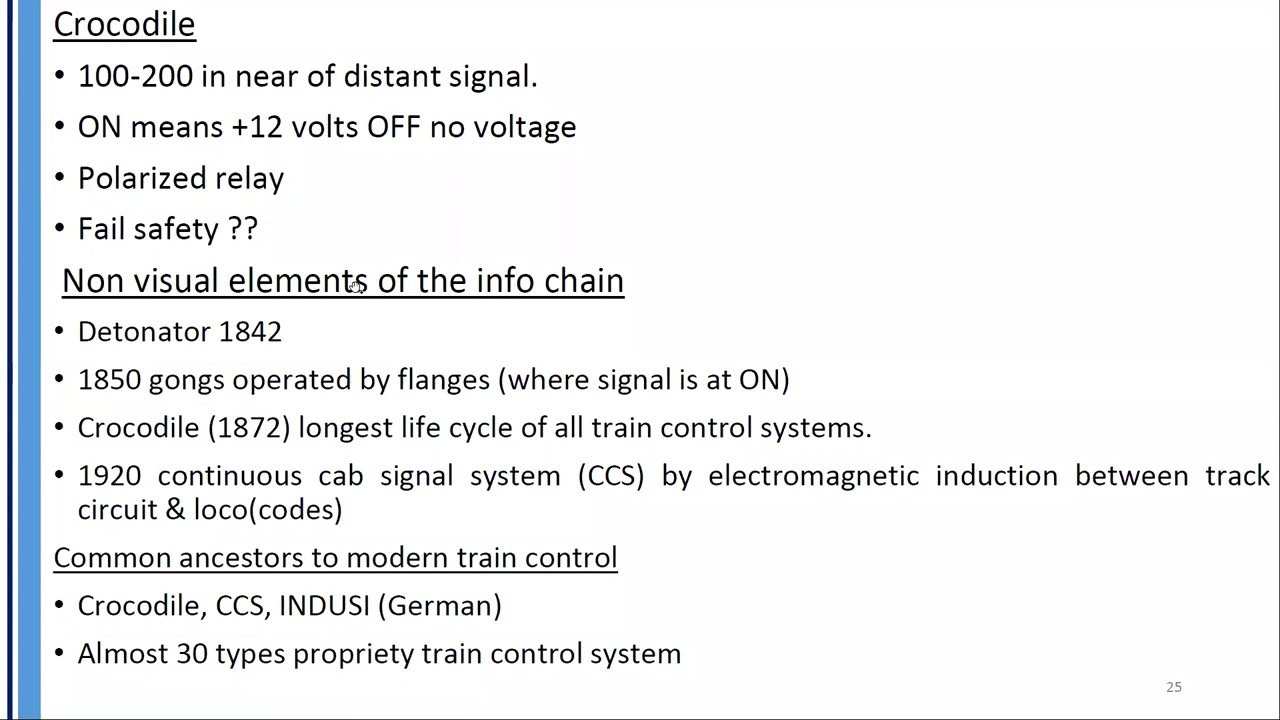 Crocodile
• 100-200 in near of distant signal.
• ON means +12 volts OFF no voltage
• Polarized relay
• Fail safety ??
Non visual elements of the info chain
• Detonator 1842
• 1850 gongs operated by flanges (where signal is at ON)
• Crocodile (1872) longest life cycle of all train control systems.
• 1920 continuous cab signal system (CCS) by electromagnetic induction between track
circuit & loco(codes)
Common ancestors to modern train control
• Crocodile, CCS, INDUSI (German)
• Almost 30 types propriety train control system
25